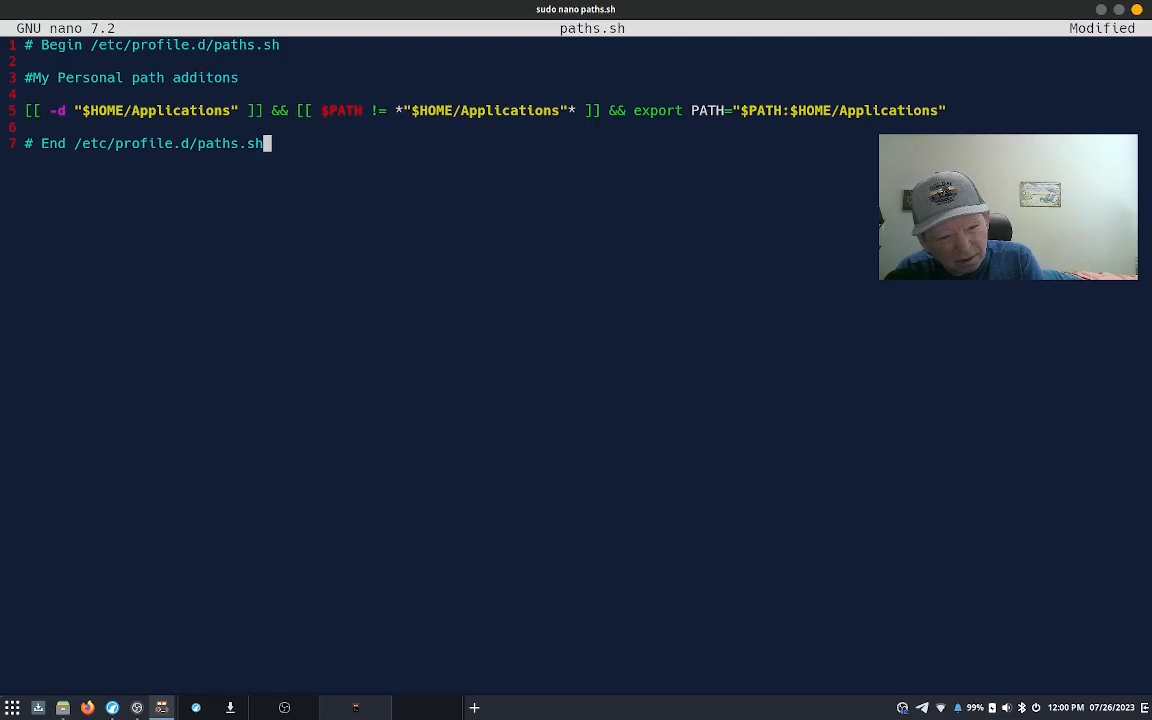 sudo nano paths.sh
GNU nano 7.2 paths.sh Modified
1 # Begin /etc/profile.d/paths.sh
2
3 #My Personal path additons
4
5 [[ -d "$HOME/Applications" ]] && [[ $PATH != *"$HOME/Applications"* ]] && export PATH="$PATH:$HOME/Applications"
6
7 # End /etc/profile.d/paths.sh
99% 12:00 PM 07/26/2023